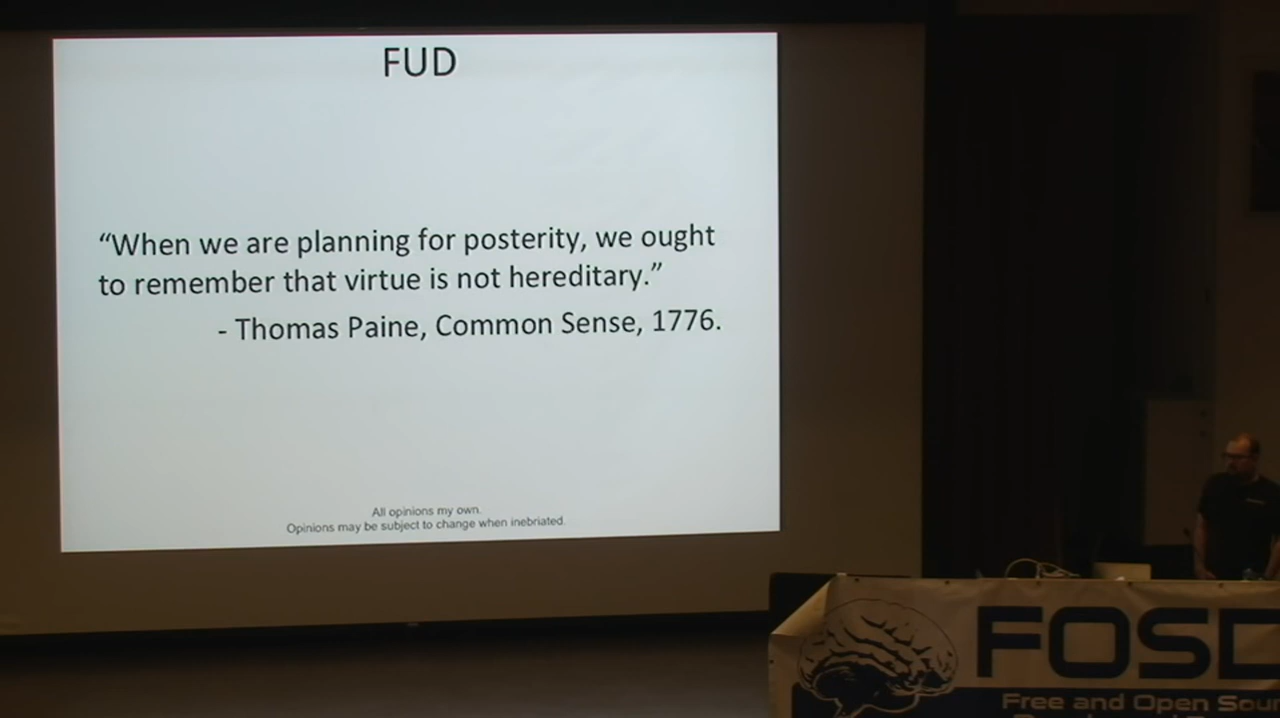 FUD
“When we are planning for posterity, we ought
to remember that virtue is not hereditary.”
- Thomas Paine, Common Sense, 1776.
All opinions my own.
Opinions may be subject to change when inebriated.
FOSD
Free and Open Sour